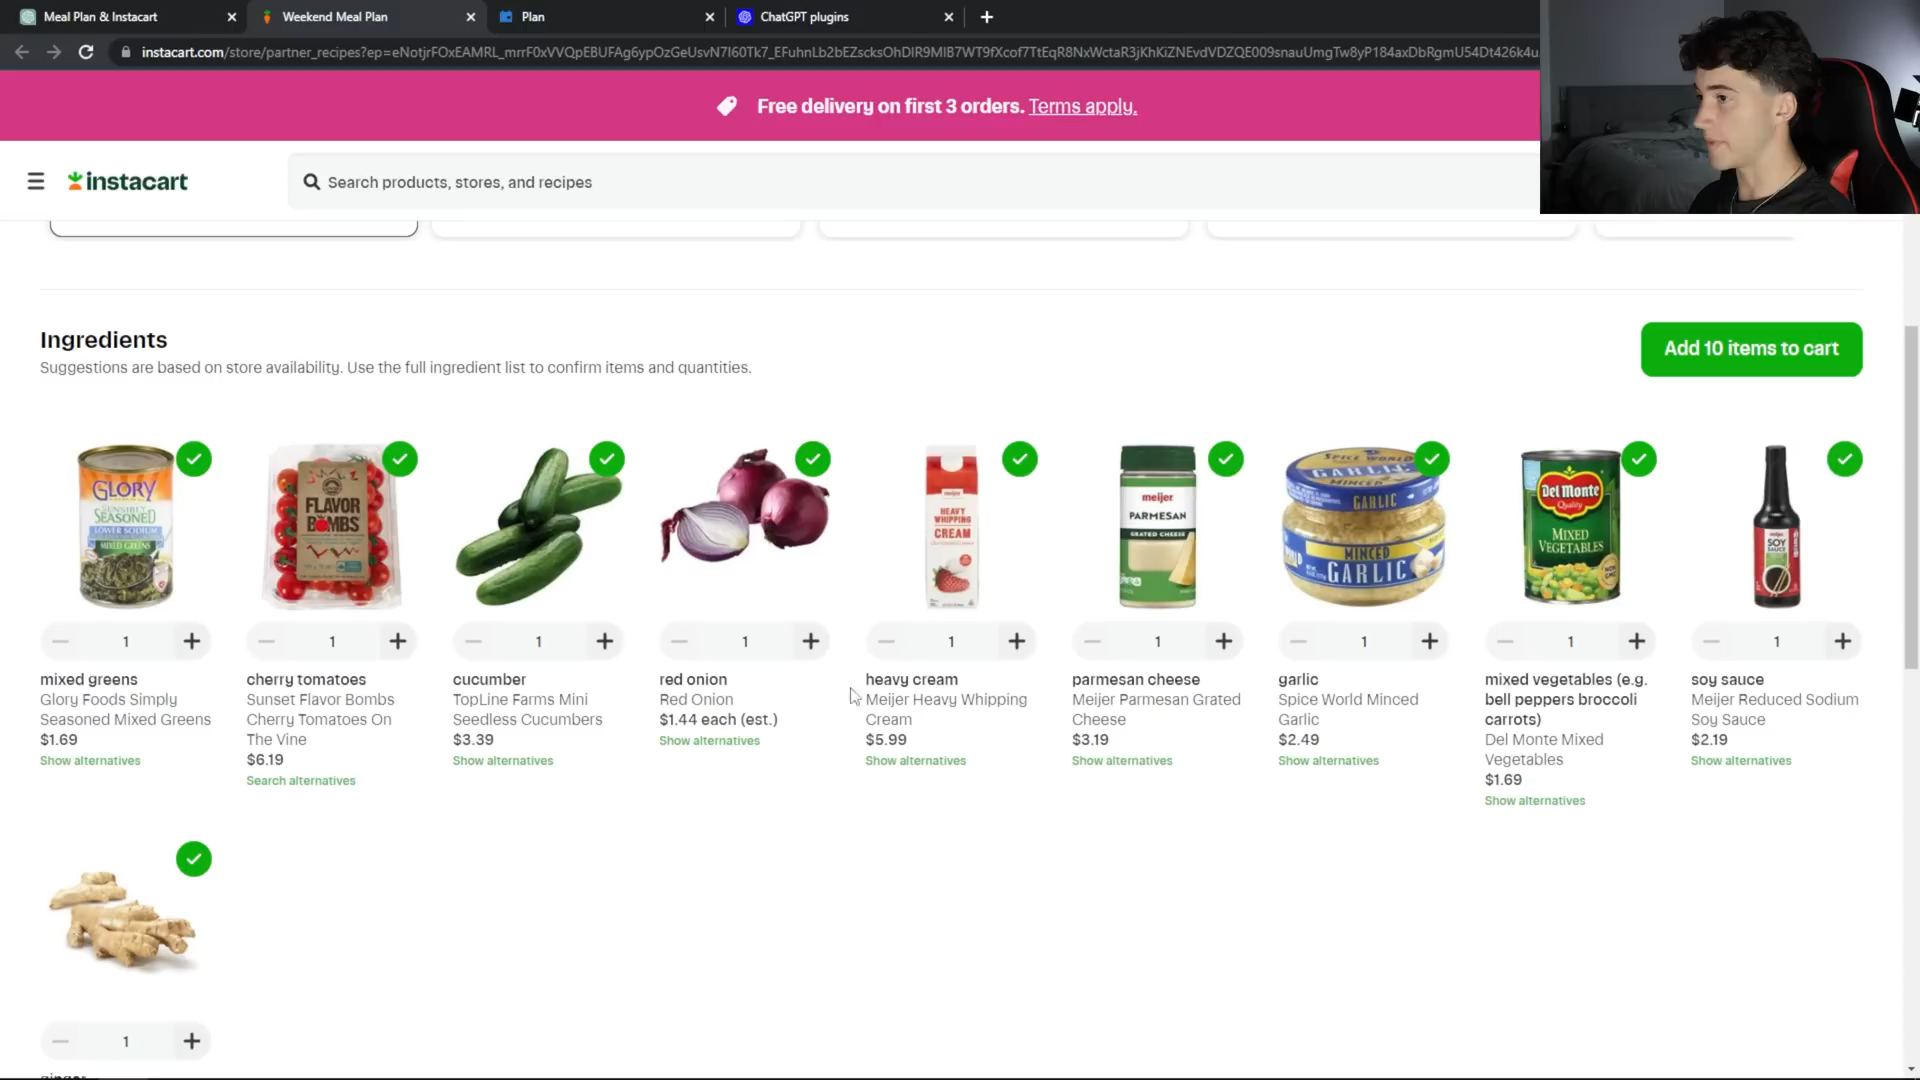 Meal Plan & Instacart
Weekend Meal Plan
Plan
ChatGPT plugins
Free delivery on first 3 orders. Terms apply.
instacart
Search products, stores, and recipes
Ingredients
Suggestions are based on store availability. Use the full ingredient list to confirm items and quantities.
Add 10 items to cart
GLORY
SENSIBLY
SEASONED
LOWER SODIUM
MIXED GREENS
FLAVOR
BOMBS
meijer
HEAVY
WHIPPING
CREAM
meijer
PARMESAN
GRATED CHEESE
SPICE WORLD
GARLIC
MINCED
GARLIC
Del Monte
Quality
MIXED
VEGETABLES
SOY
SAUCE
1
1
1
1
1
1
1
1
1
mixed greens
Glory Foods Simply
Seasoned Mixed Greens
$1.69
Show alternatives
cherry tomatoes
Sunset Flavor Bombs
Cherry Tomatoes On
The Vine
$6.19
Search alternatives
cucumber
TopLine Farms Mini
Seedless Cucumbers
$3.39
Show alternatives
red onion
Red Onion
$1.44 each (est.)
Show alternatives
heavy cream
Meijer Heavy Whipping
Cream
$5.99
Show alternatives
parmesan cheese
Meijer Parmesan Grated
Cheese
$3.19
Show alternatives
garlic
Spice World Minced
Garlic
$2.49
Show alternatives
mixed vegetables (e.g.
bell peppers broccoli
carrots)
Del Monte Mixed
Vegetables
$1.69
Show alternatives
soy sauce
Meijer Reduced Sodium
Soy Sauce
$2.19
Show alternatives
1
ginger